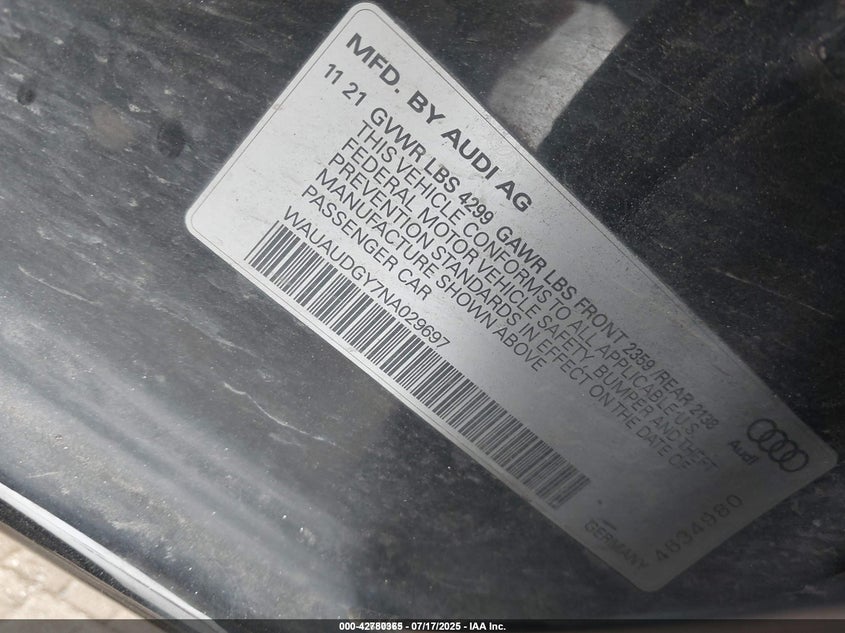 MFD. BY AUDI AG
11 21 GVWR LBS 4299 GAWR LBS FRONT 2359 /REAR 2138
THIS VEHICLE CONFORMS TO ALL APPLICABLE U.S
FEDERAL MOTOR VEHICLE SAFETY, BUMPER AND THEFT
PREVENTION STANDARDS IN EFFECT ON THE DATE OF
MANUFACTURE SHOWN ABOVE
PASSENGER CAR
WAUAUDGY7NA029697
Audi
GERMANY 4834580
000-42780365 - 07/17/2025 - IAA Inc.